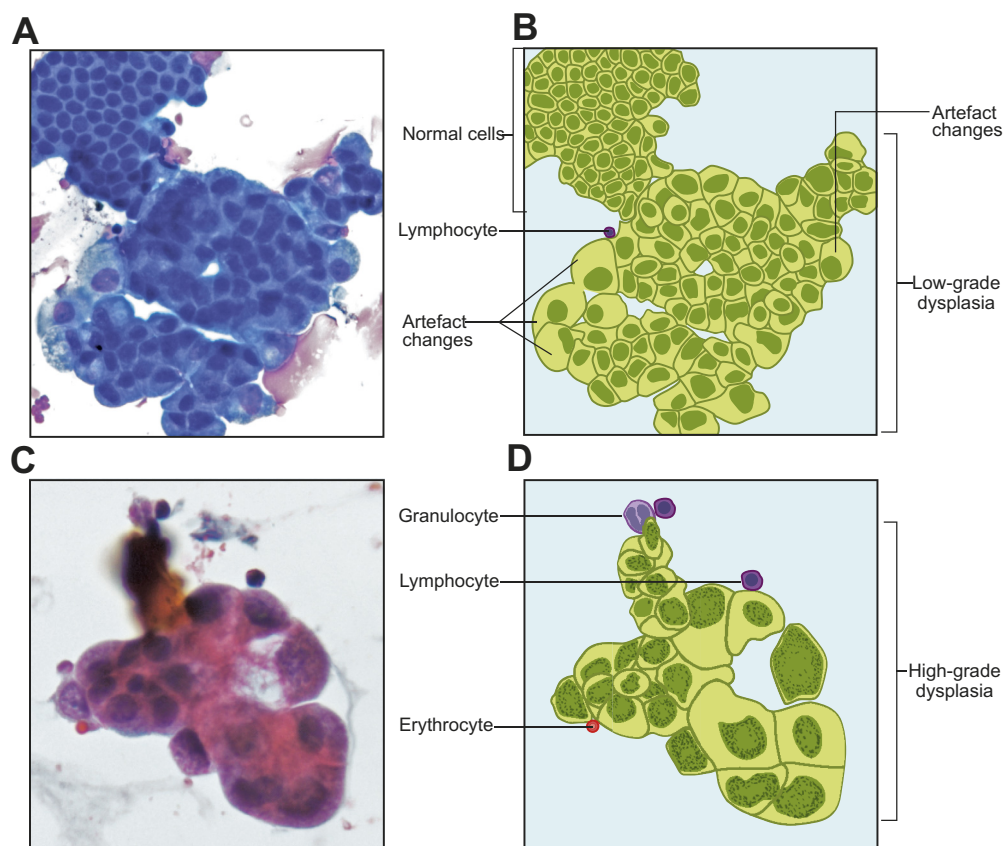 A
B
Normal cells
Artefact
changes
Lymphocyte
Low-grade
dysplasia
Artefact
changes
C
D
Granulocyte
Lymphocyte
High-grade
dysplasia
Erythrocyte